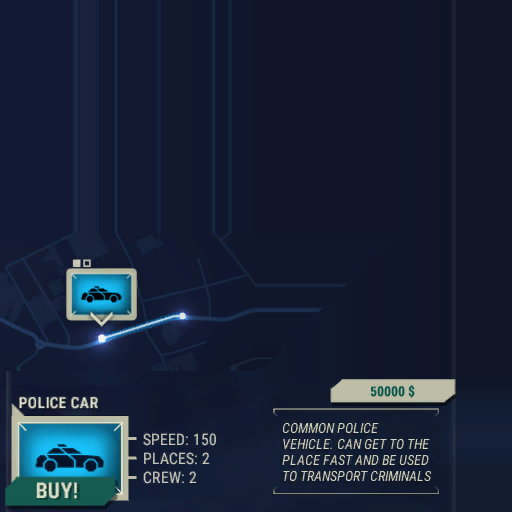 50000 $
POLICE CAR
SPEED: 150
PLACES: 2
CREW: 2
BUY!
COMMON POLICE
VEHICLE. CAN GET TO THE
PLACE FAST AND BE USED
TO TRANSPORT CRIMINALS